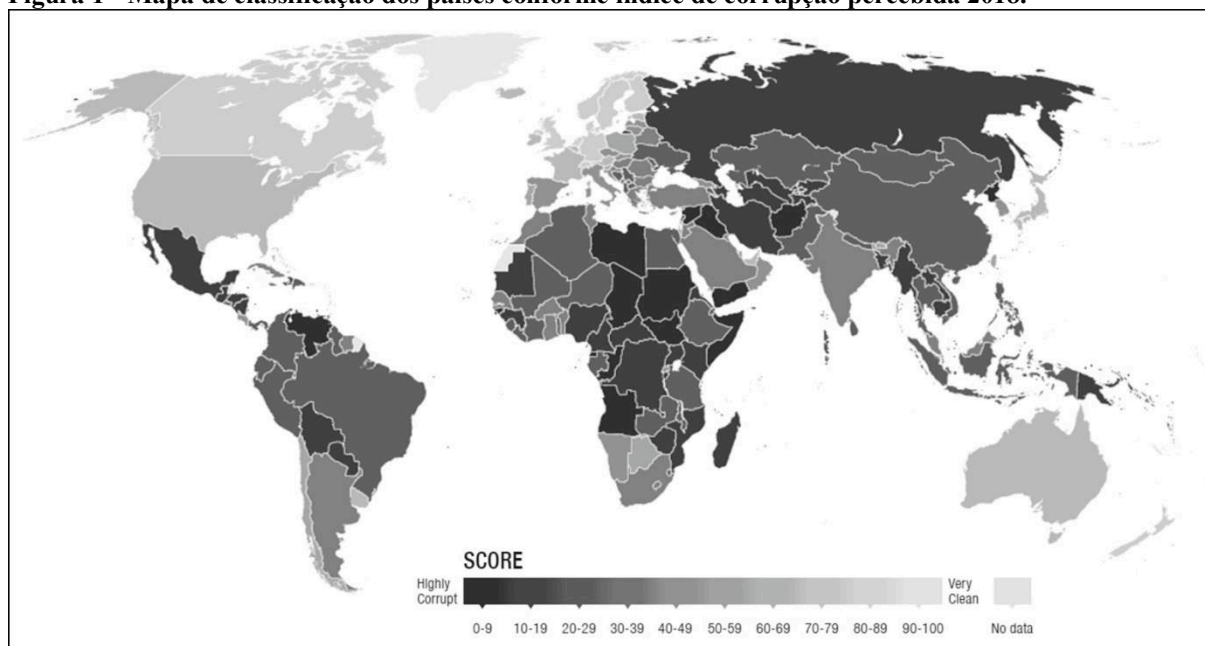 Figura 1 - Mapa de classificação dos países conforme índice de corrupção percebida 2018.
SCORE
Highly Corrupt
Very Clean
0-9 10-19 20-29 30-39 40-49 50-59 60-69 70-79 80-89 90-100 No data